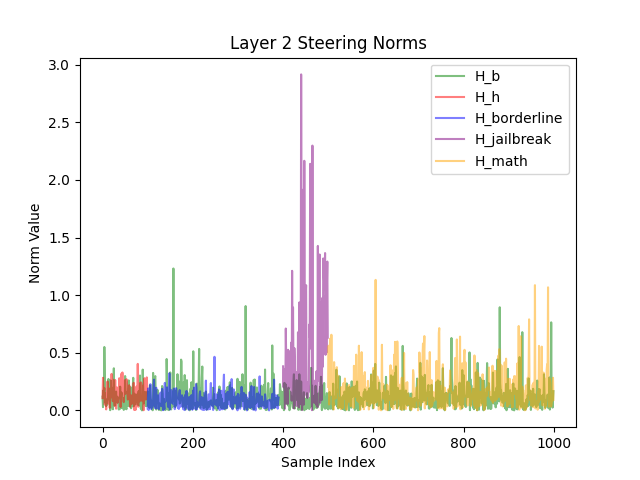 Layer 2 Steering Norms
3.0
2.5
2.0
1.5
1.0
0.5
0.0
Norm Value
H_b
H_h
H_borderline
H_jailbreak
H_math
0
200
400
600
800
1000
Sample Index